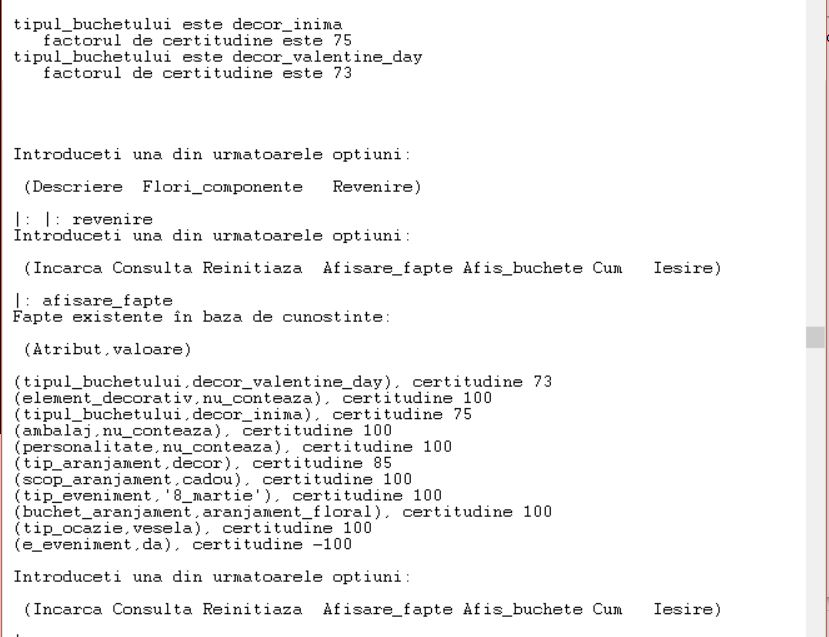 tipul_buchetului este decor_inima
   factorul de certitudine este 75
tipul_buchetului este decor_valentine_day
   factorul de certitudine este 73
Introduceti una din urmatoarele optiuni:
 (Descriere  Flori_componente   Revenire)
|: |: revenire
Introduceti una din urmatoarele optiuni:
 (Incarca Consulta Reinitiaza  Afisare_fapte Afis_buchete Cum   Iesire)
|: afisare_fapte
Fapte existente în baza de cunostinte:
 (Atribut,valoare)
(tipul_buchetului,decor_valentine_day), certitudine 73
(element_decorativ,nu_conteaza), certitudine 100
(tipul_buchetului,decor_inima), certitudine 75
(ambalaj,nu_conteaza), certitudine 100
(personalitate,nu_conteaza), certitudine 100
(tip_aranjament,decor), certitudine 85
(scop_aranjament,cadou), certitudine 100
(tip_eveniment,'8_martie'), certitudine 100
(buchet_aranjament,aranjament_floral), certitudine 100
(tip_ocazie,vesela), certitudine 100
(e_eveniment,da), certitudine -100
Introduceti una din urmatoarele optiuni:
 (Incarca Consulta Reinitiaza  Afisare_fapte Afis_buchete Cum   Iesire)